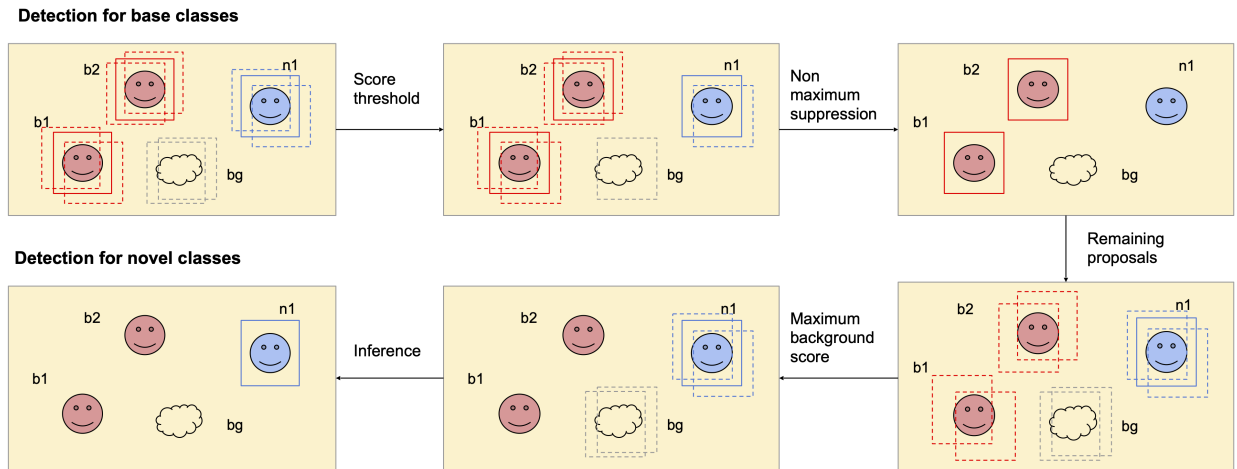 Detection for base classes
b2
n1
b1
bg
Score
threshold
b2
n1
b1
bg
Non
maximum
suppression
b2
n1
b1
bg
Remaining
proposals
Detection for novel classes
b2
n1
b1
bg
Inference
b2
n1
b1
bg
Maximum
background
score
b2
n1
b1
bg